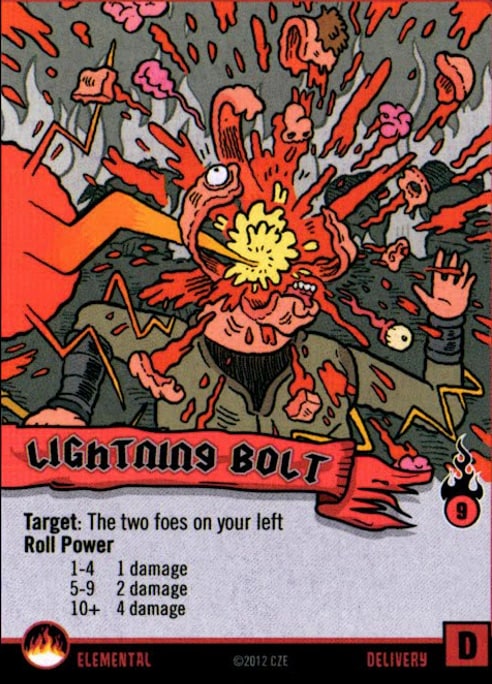 LIGHTNING BOLT
9
Target: The two foes on your left
Roll Power
1-4 1 damage
5-9 2 damage
10+ 4 damage
ELEMENTAL ©2012 CZE DELIVERY D